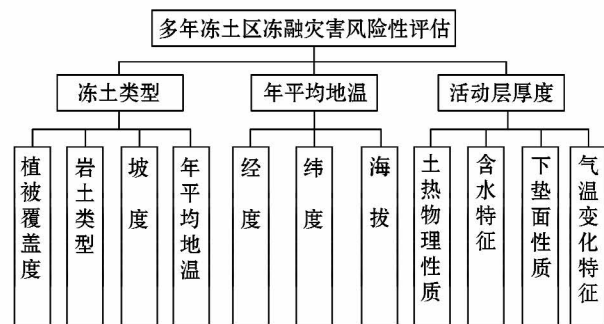 多年冻土区冻融灾害风险性评估
冻土类型
年平均地温
活动层厚度
植被覆盖度
岩土类型
坡度
年平均地温
经度
纬度
海拔
土热物理性质
含水特征
下垫面性质
气温变化特征